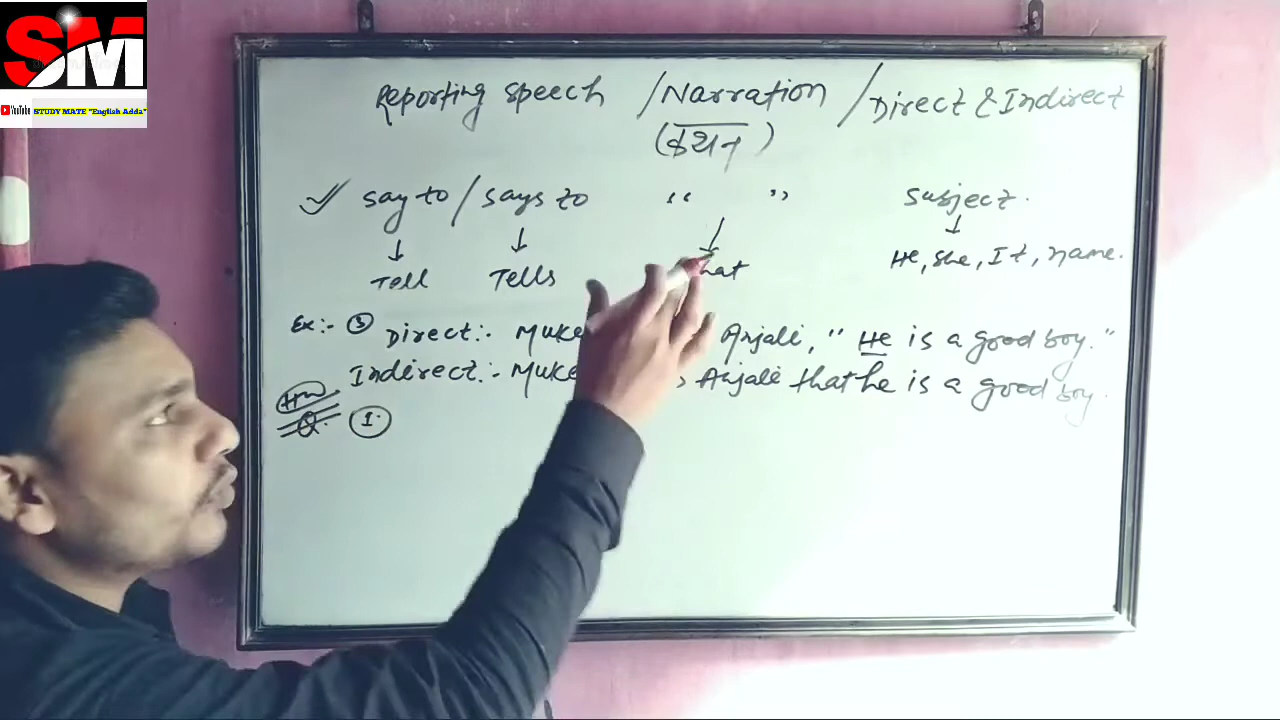 SM
YouTube STUDY MATE "English Adda"
Reporting speech / Narration / Direct & Indirect
(कथन)
✓ say to / says to " " Subject.
↓ ↓ ↓ ↓
Tell Tells hat He, she, It, name.
Ex:- ③ Direct:- Muke Anjali, " He is a good boy."
Indirect:- Muke Anjali that he is a good boy.
HW
Q. ①